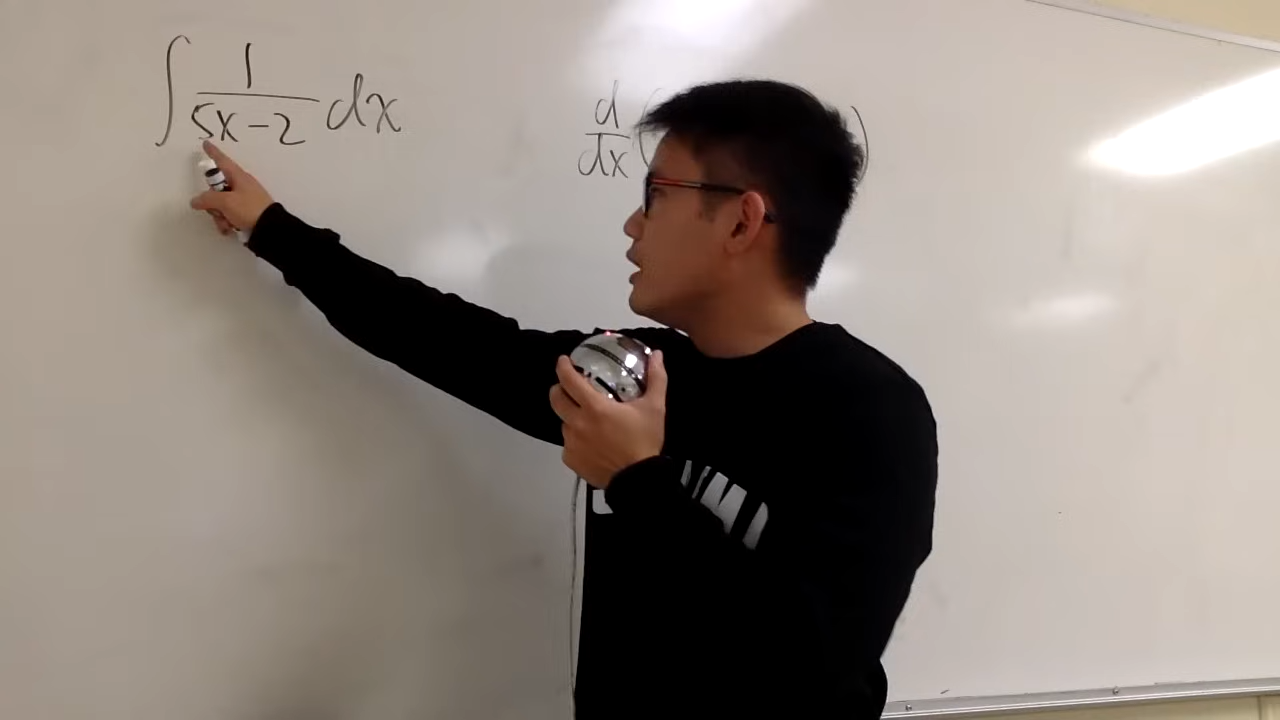 ∫ 1/(5x-2) dx
d/dx ( )